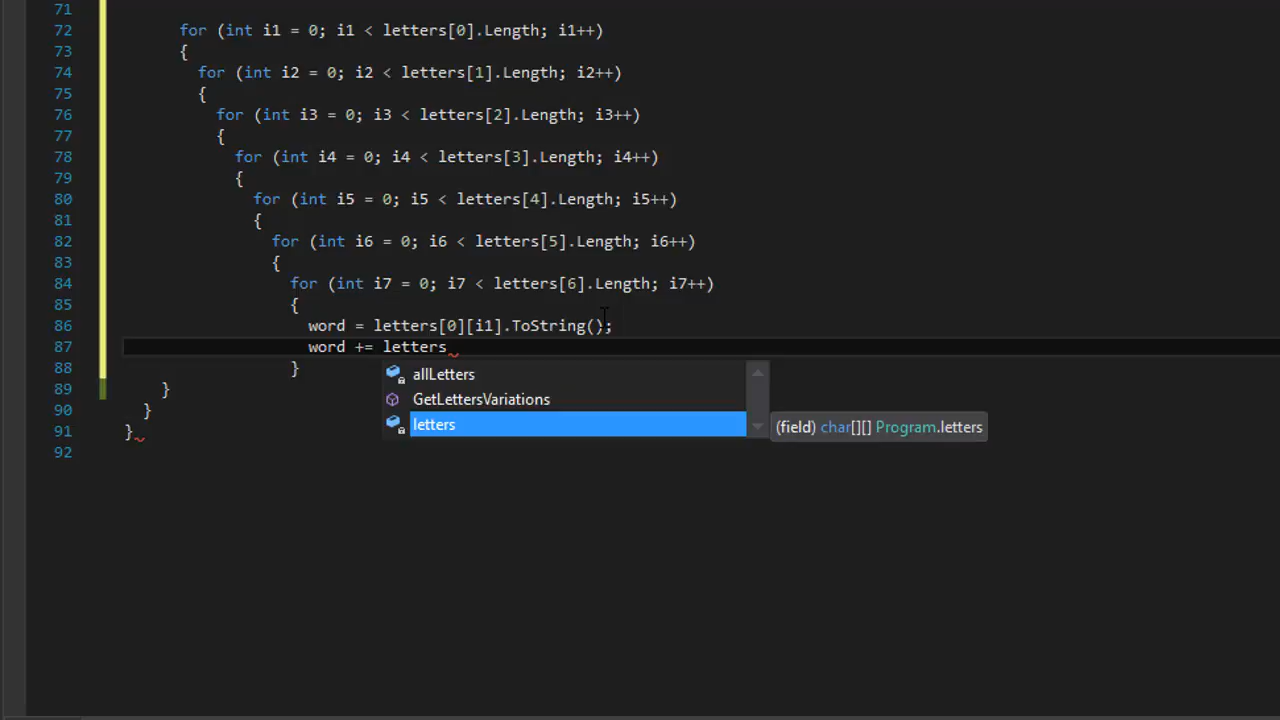 71
72 for (int i1 = 0; i1 < letters[0].Length; i1++)
73 {
74 for (int i2 = 0; i2 < letters[1].Length; i2++)
75 {
76 for (int i3 = 0; i3 < letters[2].Length; i3++)
77 {
78 for (int i4 = 0; i4 < letters[3].Length; i4++)
79 {
80 for (int i5 = 0; i5 < letters[4].Length; i5++)
81 {
82 for (int i6 = 0; i6 < letters[5].Length; i6++)
83 {
84 for (int i7 = 0; i7 < letters[6].Length; i7++)
85 {
86 word = letters[0][i1].ToString();
87 word += letters
88 }
allLetters
89 }
GetLettersVariations
90 }
letters
(field) char[][] Program.letters
91 }
92